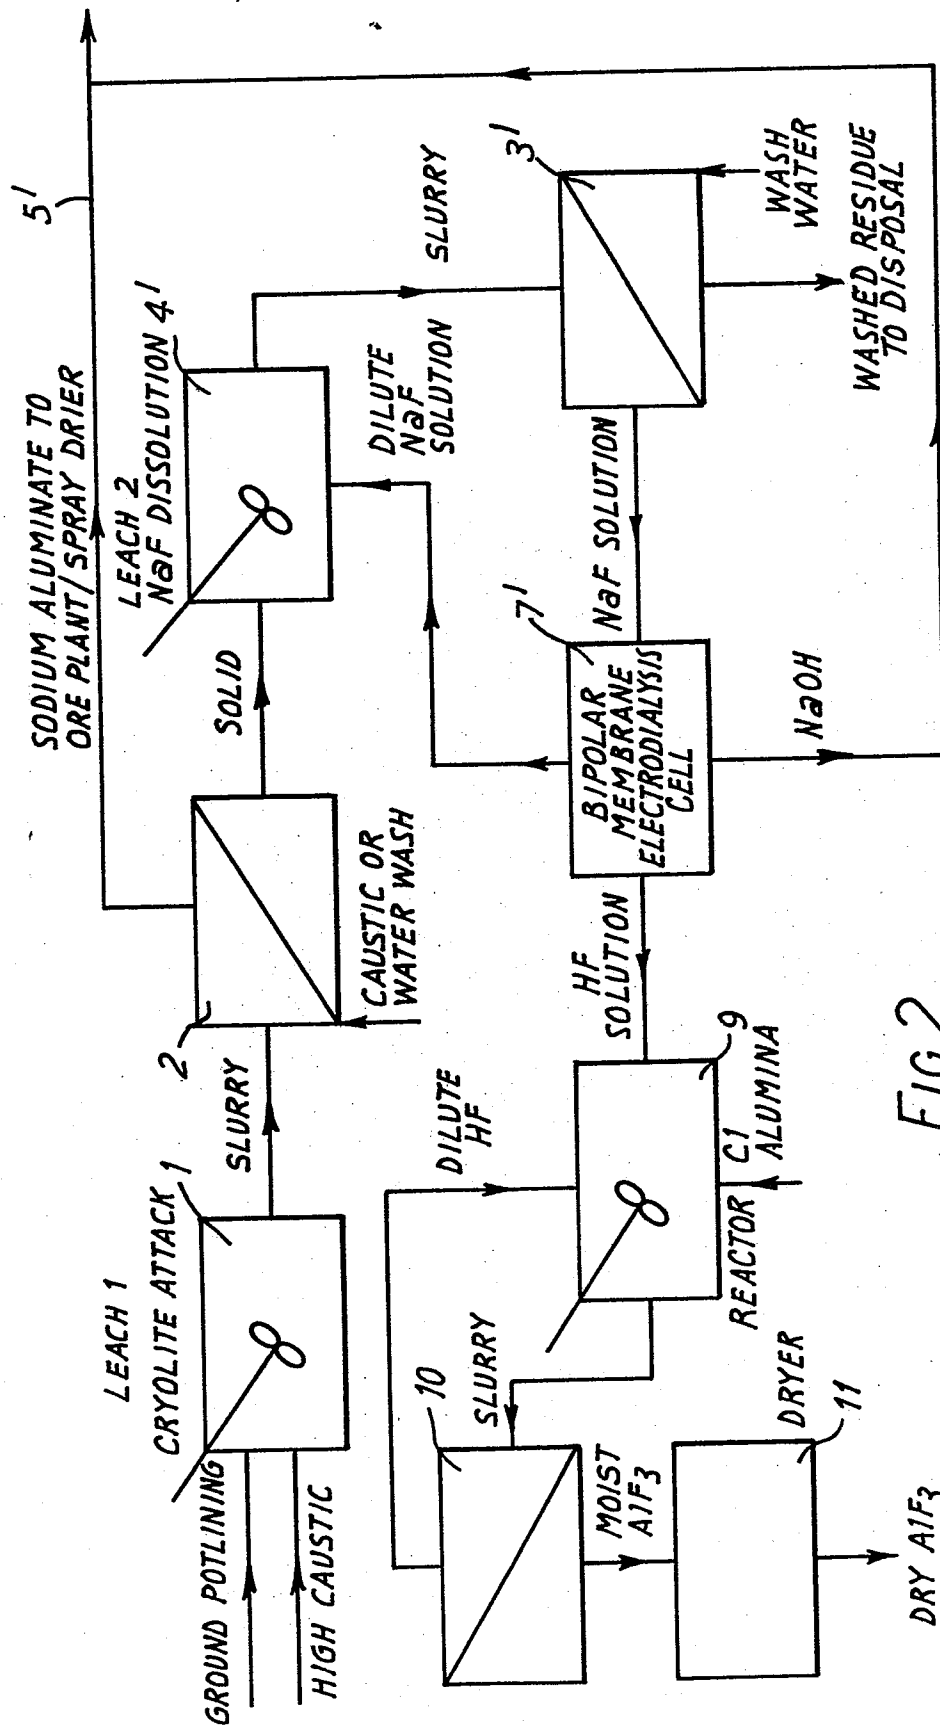 5'
SODIUM ALUMINATE TO
ORE PLANT/SPRAY DRIER
LEACH 1
CRYOLITE ATTACK
1
GROUND POTLINING
HIGH CAUSTIC
SLURRY
2
CAUSTIC OR
WATER WASH
SOLID
LEACH 2
NaF DISSOLUTION
4'
SLURRY
DILUTE
NaF
SOLUTION
3'
WASH
WATER
WASHED RESIDUE
TO DISPOSAL
NaF SOLUTION
7'
BIPOLAR
MEMBRANE
ELECTRODIALYSIS
CELL
NaOH
HF
SOLUTION
9
C1
ALUMINA
REACTOR
DILUTE
HF
SLURRY
10
MOIST
AlF3
DRYER
11
DRY AlF3
FIG. 2